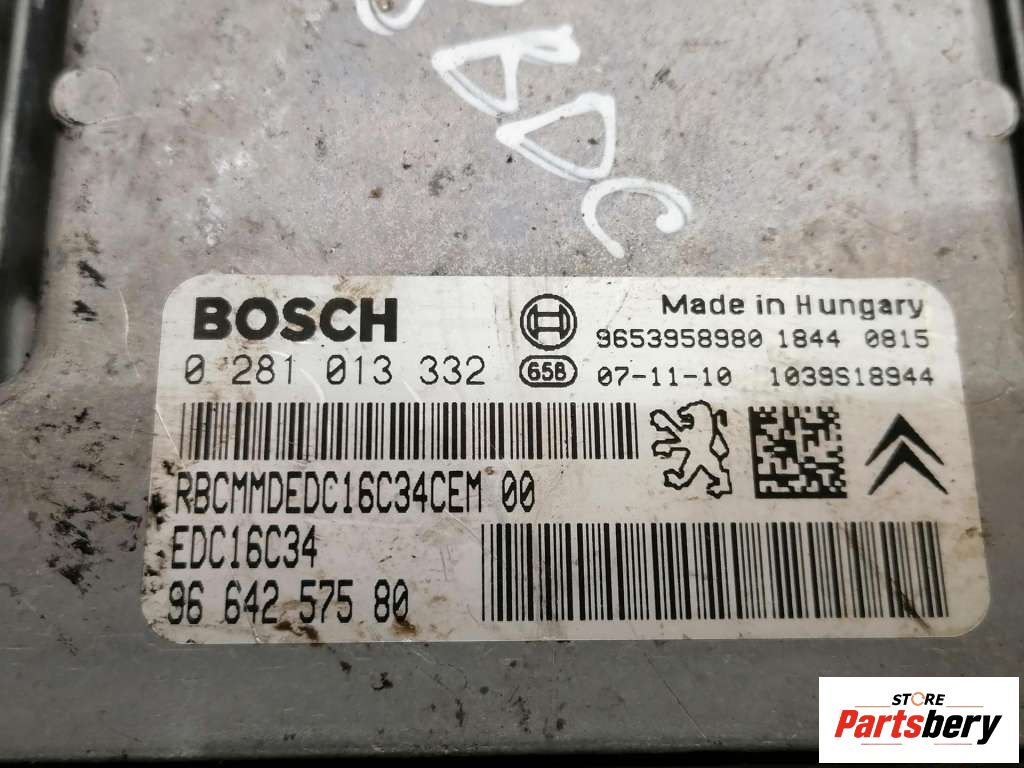 BOSCH
Made in Hungary
9653958980 1844 0815
0 281 013 332
658
07-11-10 1039S18944
RBCMMDEDC16C34CEM 00
EDC16C34
96 642 575 80
STORE
Partsbery